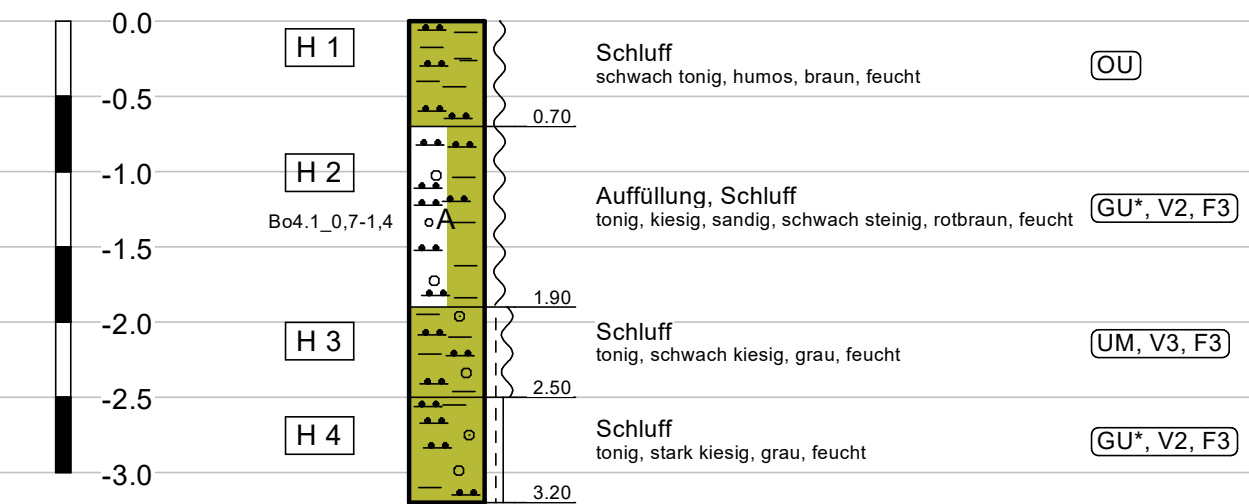 0.0
H 1
Schluff
schwach tonig, humos, braun, feucht
OU
-0.5
0.70
-1.0
H 2
Auffüllung, Schluff
tonig, kiesig, sandig, schwach steinig, rotbraun, feucht
GU*, V2, F3
Bo4.1_0,7-1,4
A
-1.5
1.90
-2.0
H 3
Schluff
tonig, schwach kiesig, grau, feucht
UM, V3, F3
2.50
-2.5
H 4
Schluff
tonig, stark kiesig, grau, feucht
GU*, V2, F3
-3.0
3.20